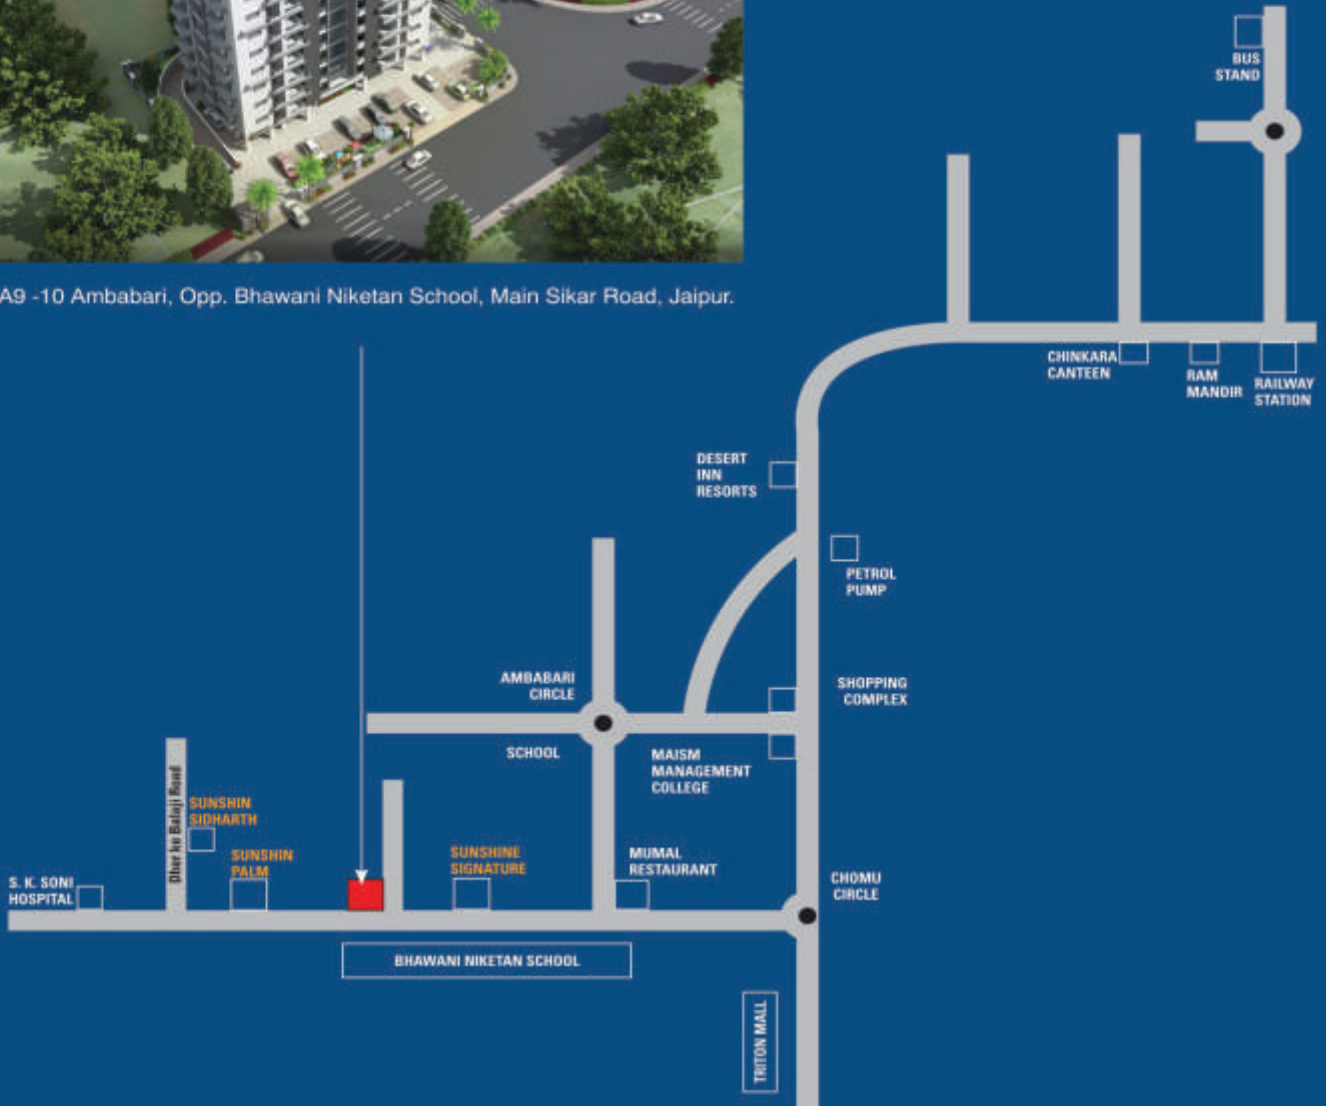 BUS
STAND
A9 -10 Ambabari, Opp. Bhawani Niketan School, Main Sikar Road, Jaipur.
CHINKARA
CANTEEN
RAM
MANDIR
RAILWAY
STATION
DESERT
INN
RESORTS
PETROL
PUMP
AMBABARI
CIRCLE
SHOPPING
COMPLEX
SCHOOL
MAISM
MANAGEMENT
COLLEGE
Dher ke Balaji Road
SUNSHIN
SIDHARTH
SUNSHIN
PALM
SUNSHINE
SIGNATURE
MUMAL
RESTAURANT
S. K. SONI
HOSPITAL
CHOMU
CIRCLE
BHAWANI NIKETAN SCHOOL
TRITON MALL